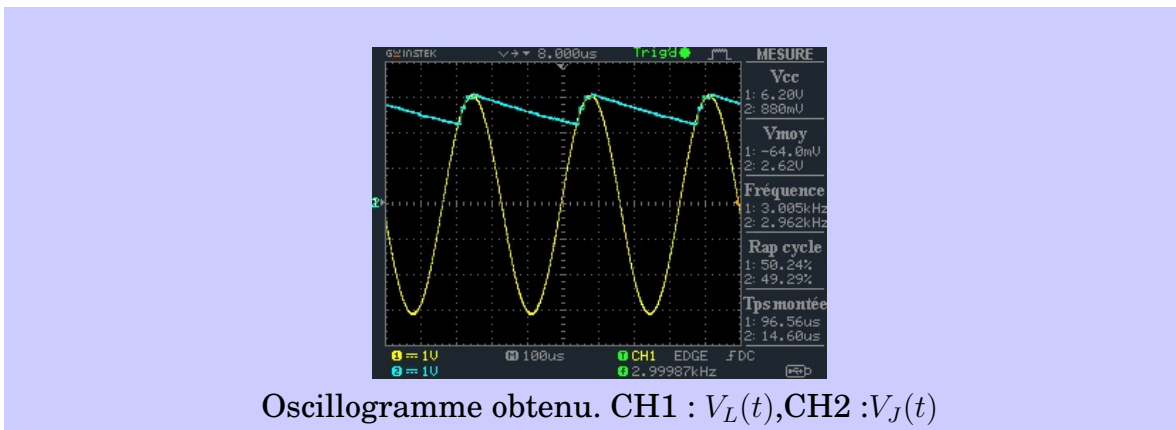 GWINSTEK 8.000us Trig'd MESURE
Vcc
1: 6.20V
2: 880mV
Vmoy
1: -64.0mV
2: 2.62V
Fréquence
1: 3.005kHz
2: 2.962kHz
Rap cycle
1: 50.24%
2: 49.29%
Tps montée
1: 96.56us
2: 14.60us
1 1V M 100us T CH1 EDGE DC
2 1V f 2.99987kHz
Oscillogramme obtenu. CH1 : V_L(t),CH2 :V_J(t)